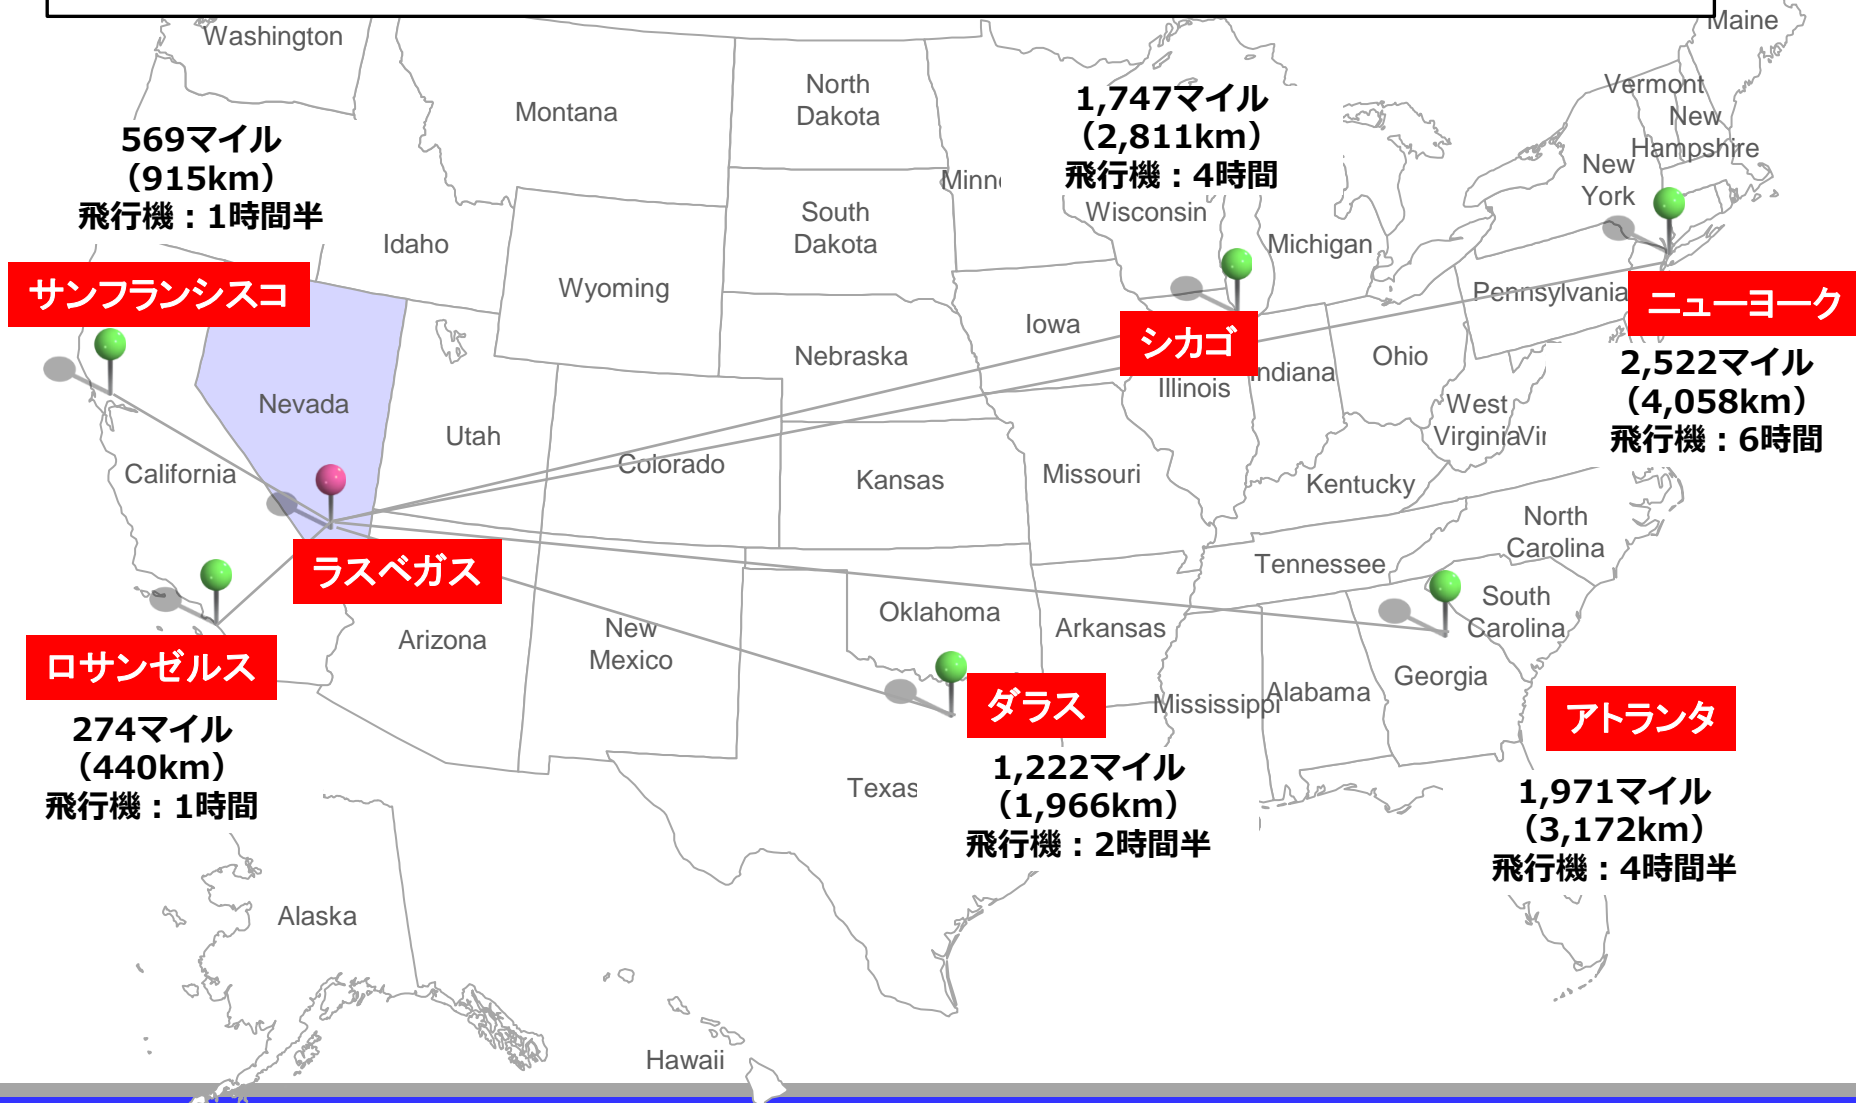 Washington
Maine
Montana
North
Dakota
1,747マイル
（2,811km）
飛行機：4時間
Vermont
New
Hampshire
569マイル
（915km）
飛行機：1時間半
Minn
New
York
Idaho
South
Dakota
Wisconsin
Michigan
Wyoming
サンフランシスコ
Pennsylvania
ニューヨーク
Iowa
シカゴ
Nebraska
Ohio
2,522マイル
（4,058km）
飛行機：6時間
Indiana
Illinois
Nevada
West
Virginia
Vir
Utah
Colorado
California
Kansas
Missouri
Kentucky
North
Carolina
ラスベガス
Tennessee
Oklahoma
Arkansas
South
Carolina
Arizona
New
Mexico
ロサンゼルス
274マイル
（440km）
飛行機：1時間
Georgia
Alabama
Mississippi
ダラス
1,222マイル
（1,966km）
飛行機：2時間半
アトランタ
1,971マイル
（3,172km）
飛行機：4時間半
Texas
Alaska
Hawaii